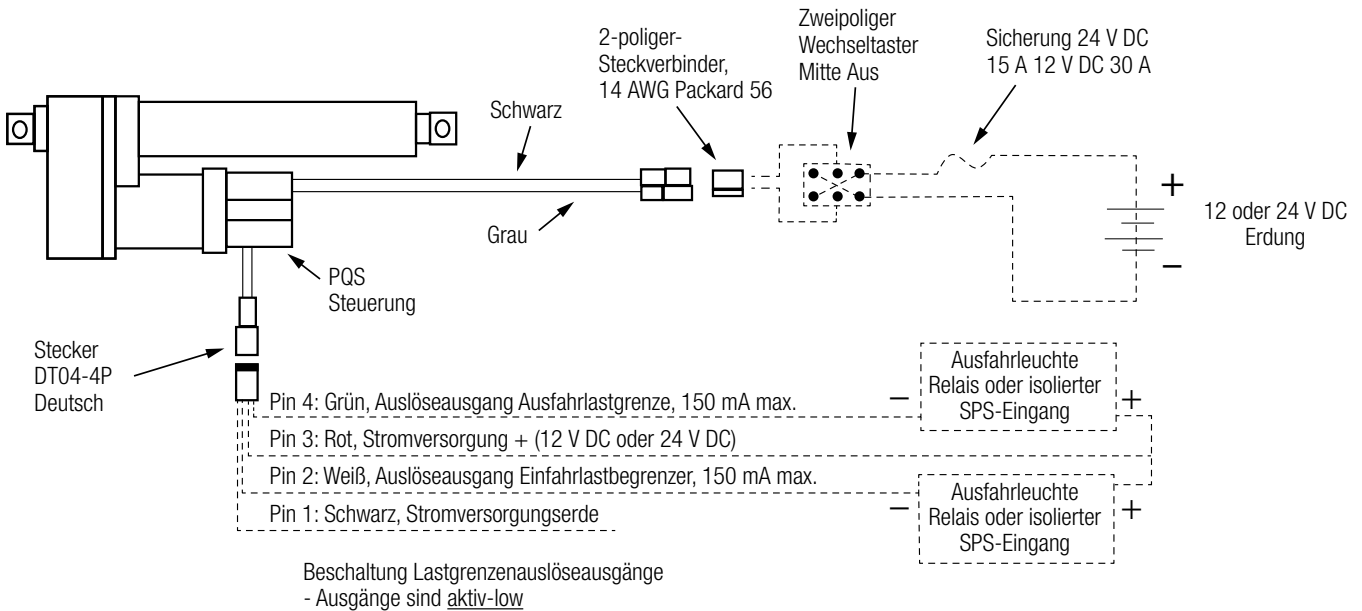 2-poliger-
Steckverbinder,
14 AWG Packard 56
Zweipoliger
Wechseltaster
Mitte Aus
Sicherung 24 V DC
15 A 12 V DC 30 A
Schwarz
Grau
+
−
12 oder 24 V DC
Erdung
PQS
Steuerung
Stecker
DT04-4P
Deutsch
Pin 4: Grün, Auslöseausgang Ausfahrlastgrenze, 150 mA max.
Pin 3: Rot, Stromversorgung + (12 V DC oder 24 V DC)
Pin 2: Weiß, Auslöseausgang Einfahrlastbegrenzer, 150 mA max.
Pin 1: Schwarz, Stromversorgungserde
−
Ausfahrleuchte
Relais oder isolierter
SPS-Eingang
+
−
Ausfahrleuchte
Relais oder isolierter
SPS-Eingang
+
Beschaltung Lastgrenzenauslöseausgänge
- Ausgänge sind aktiv-low